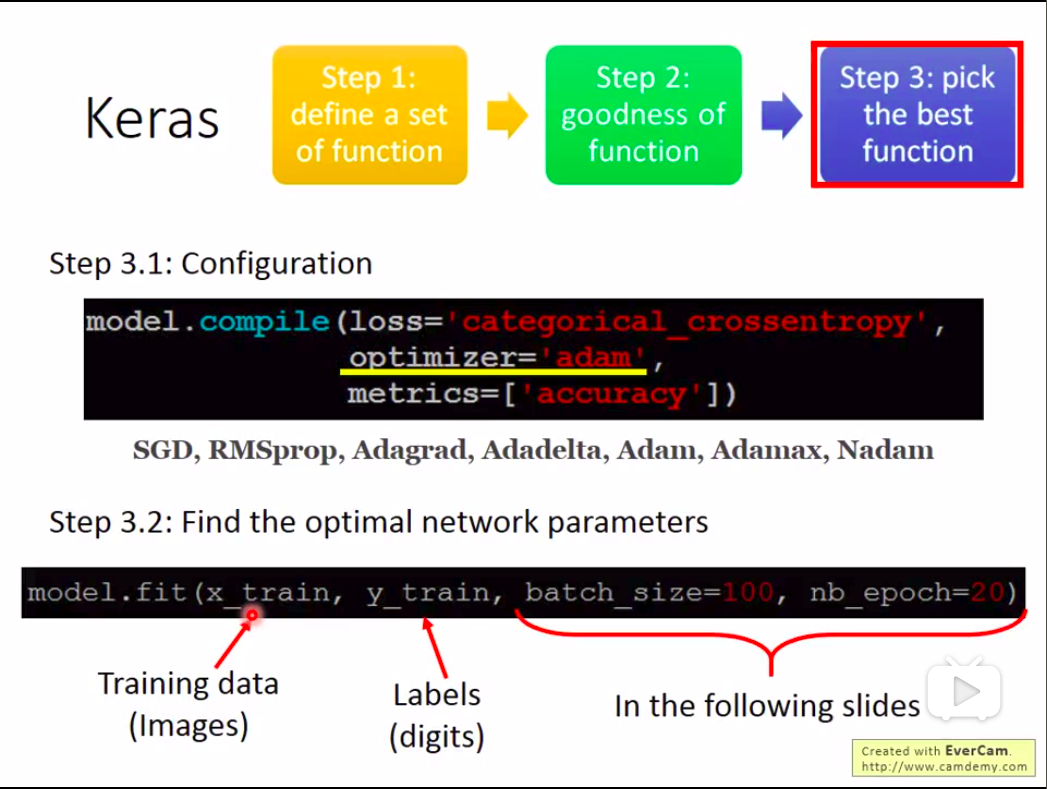 Keras
Step 1:
define a set
of function
Step 2:
goodness of
function
Step 3: pick
the best
function
Step 3.1: Configuration
model.compile(loss='categorical_crossentropy',
optimizer='adam',
metrics=['accuracy'])
SGD, RMSprop, Adagrad, Adadelta, Adam, Adamax, Nadam
Step 3.2: Find the optimal network parameters
model.fit(x_train, y_train, batch_size=100, nb_epoch=20)
Training data
(Images)
Labels
(digits)
In the following slides
Created with EverCam.
http://www.camdemy.com